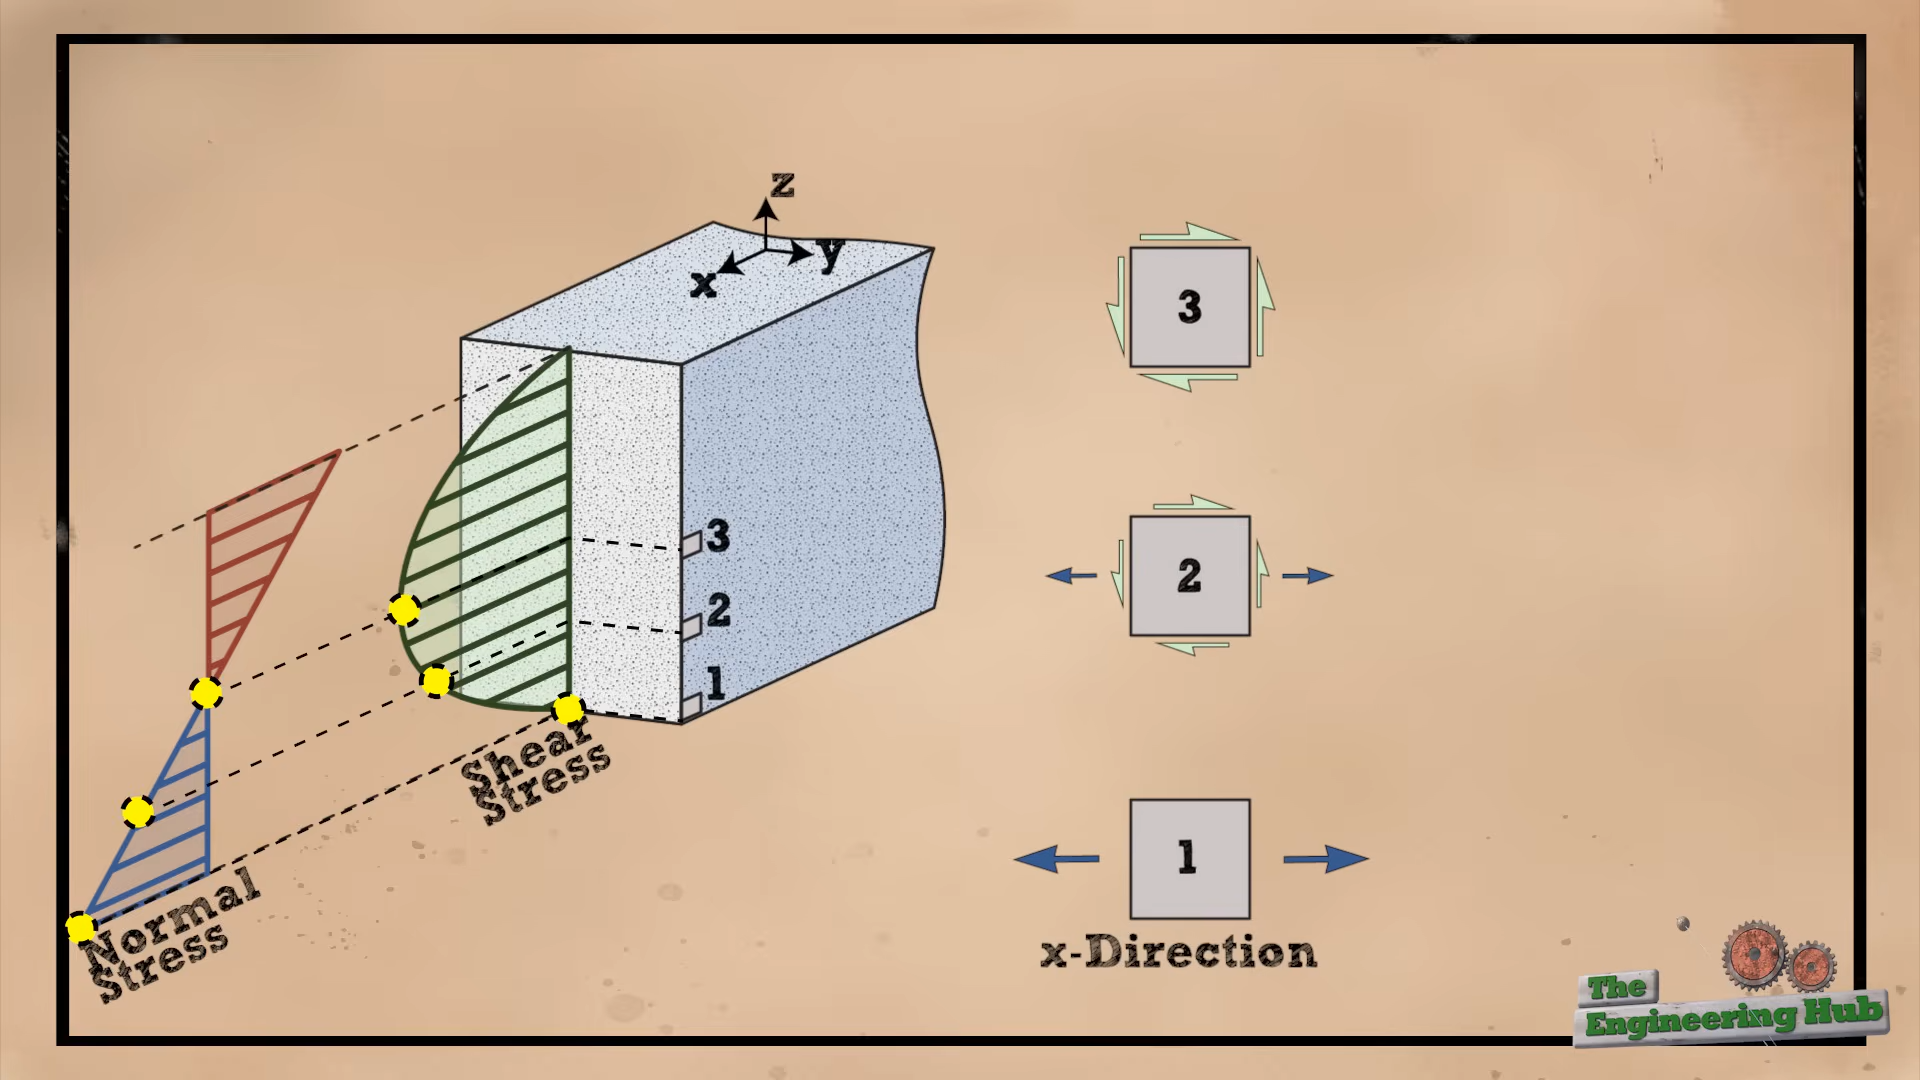 z
y
x
3
2
1
Shear
Stress
Normal
Stress
3
2
1
x-Direction
The
Engineering Hub